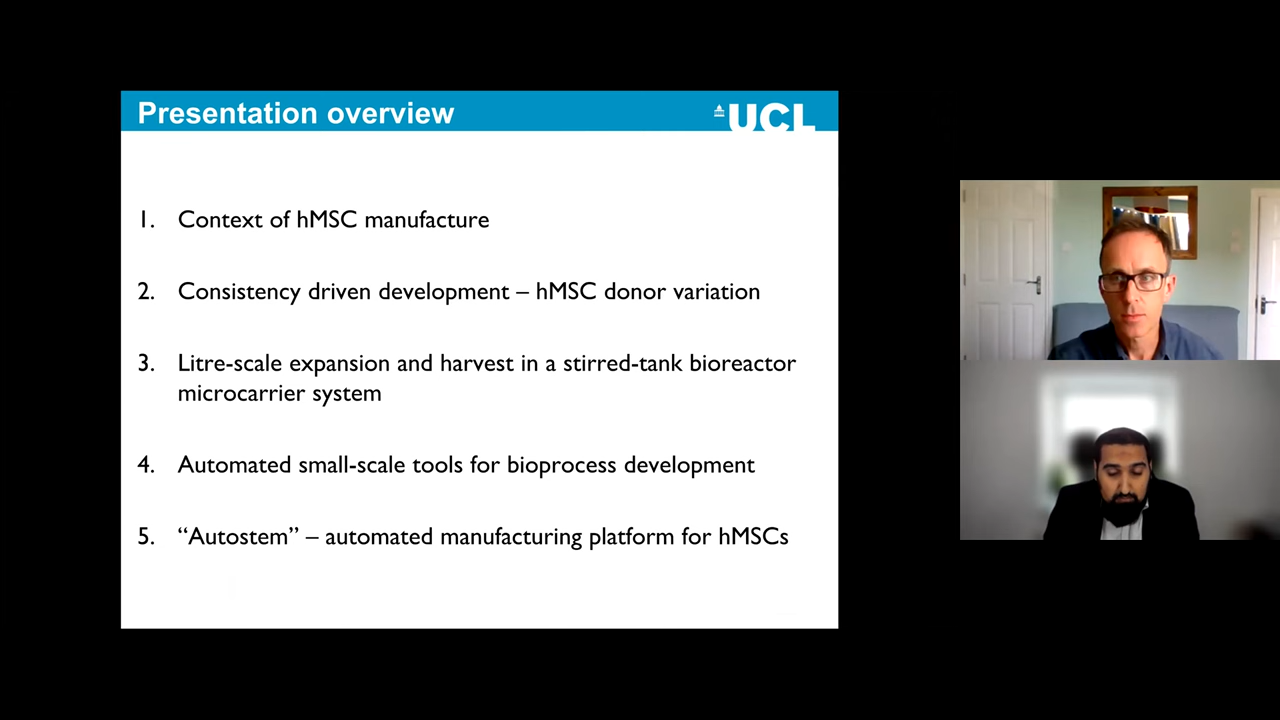 Presentation overview
UCL
1. Context of hMSC manufacture
2. Consistency driven development – hMSC donor variation
3. Litre-scale expansion and harvest in a stirred-tank bioreactor
microcarrier system
4. Automated small-scale tools for bioprocess development
5. “Autostem” – automated manufacturing platform for hMSCs